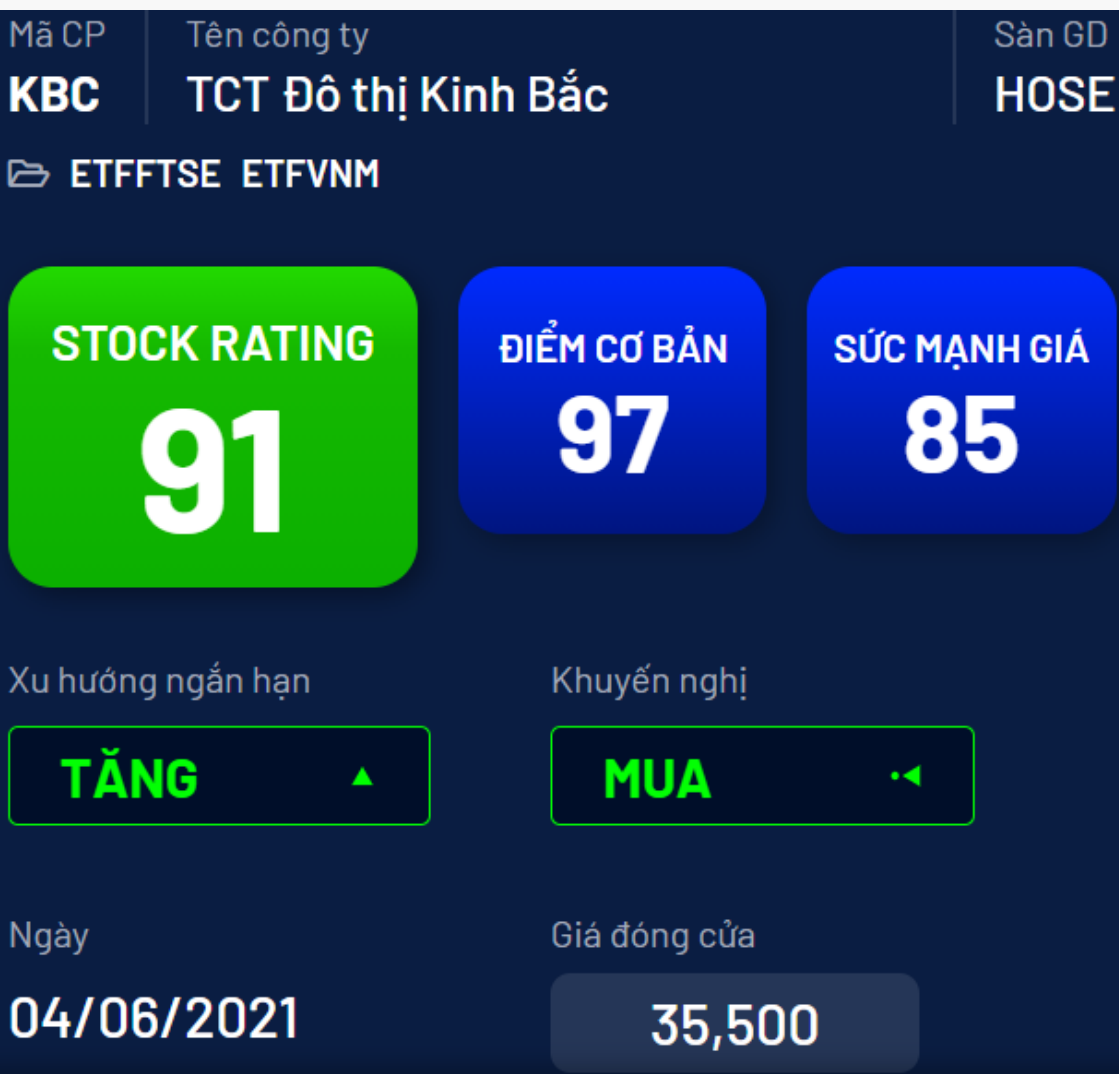 Mã CP Tên công ty Sàn GD
KBC TCT Đô thị Kinh Bắc HOSE
ETFFTSE ETFVNM
STOCK RATING ĐIỂM CƠ BẢN SỨC MẠNH GIÁ
91 97 85
Xu hướng ngắn hạn Khuyến nghị
TĂNG MUA
Ngày Giá đóng cửa
04/06/2021 35,500